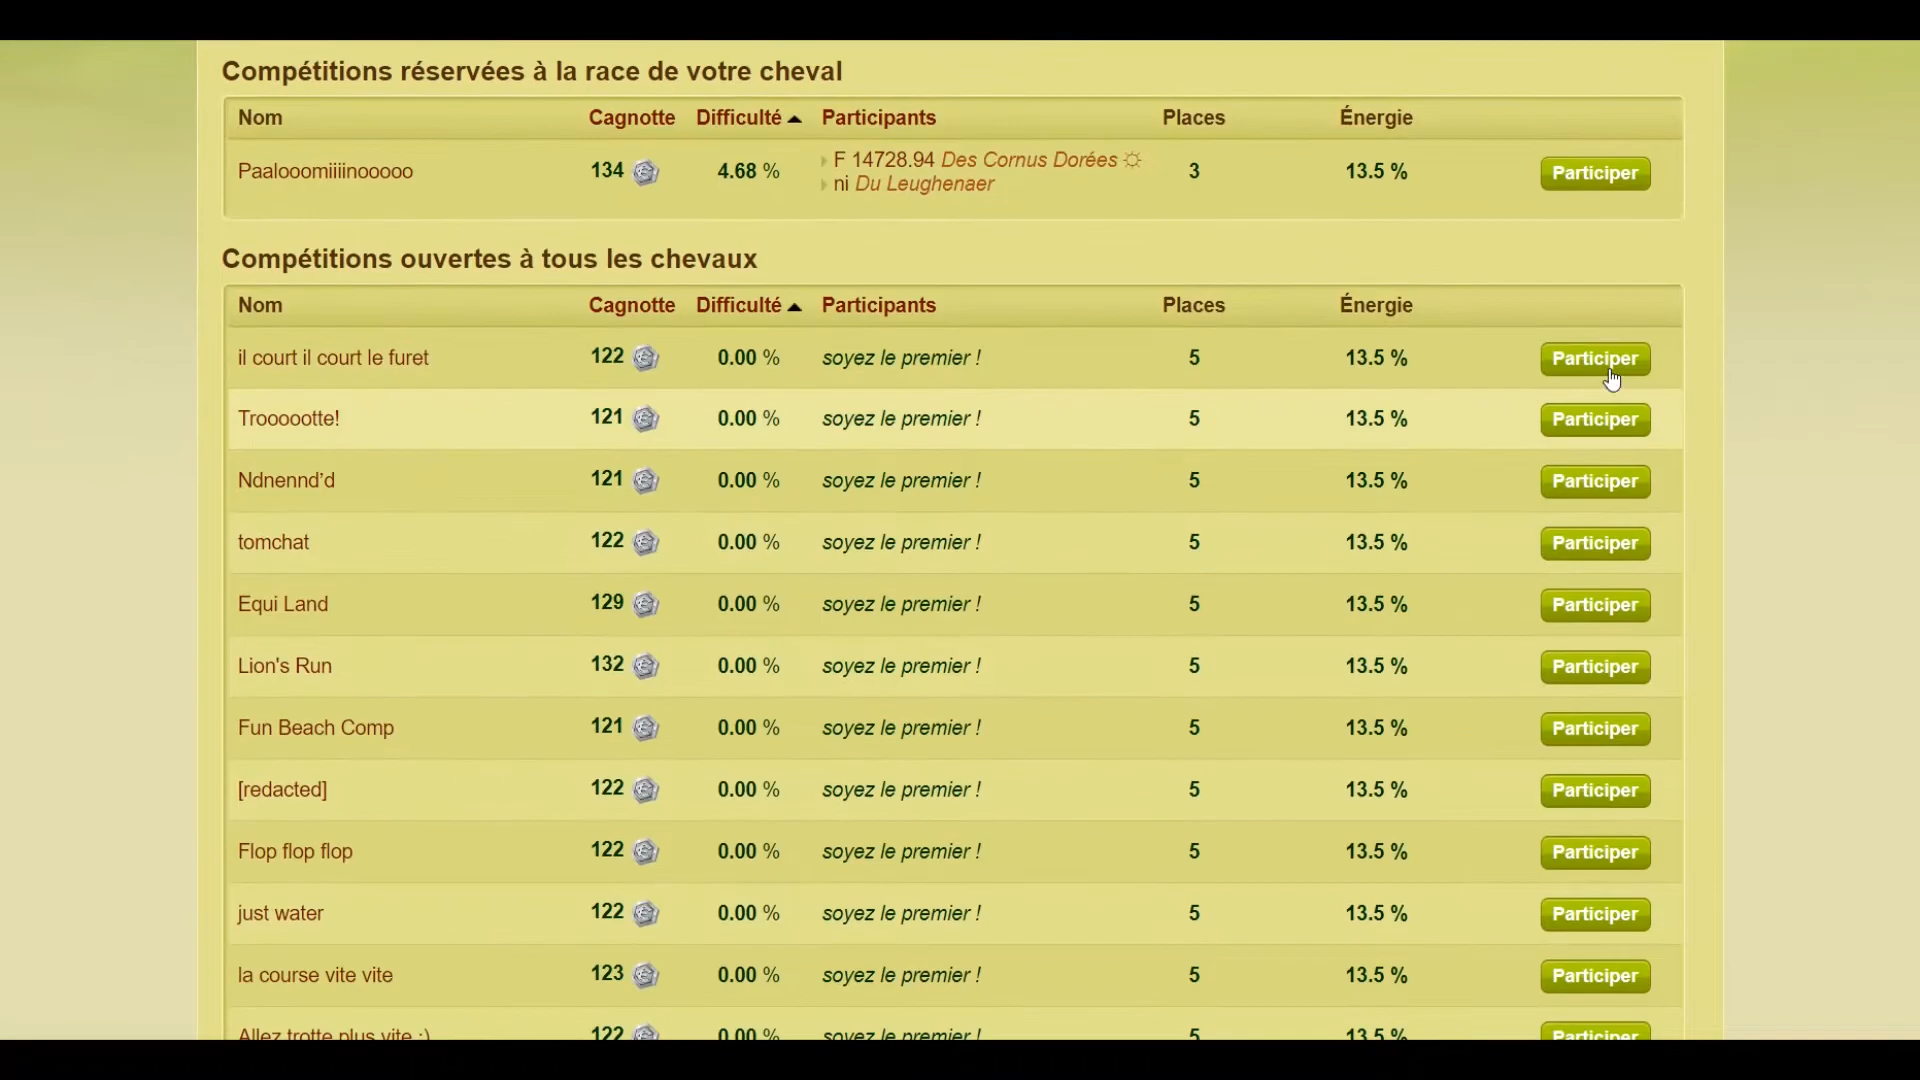 Compétitions réservées à la race de votre cheval
Nom Cagnotte Difficulté Participants Places Énergie
Paalooomiiiinooooo 134 4.68 % F 14728.94 Des Cornus Dorées 3 13.5 % Participer
ni Du Leughenaer
Compétitions ouvertes à tous les chevaux
Nom Cagnotte Difficulté Participants Places Énergie
il court il court le furet 122 0.00 % soyez le premier ! 5 13.5 % Participer
Troooootte! 121 0.00 % soyez le premier ! 5 13.5 % Participer
Ndnennd’d 121 0.00 % soyez le premier ! 5 13.5 % Participer
tomchat 122 0.00 % soyez le premier ! 5 13.5 % Participer
Equi Land 129 0.00 % soyez le premier ! 5 13.5 % Participer
Lion's Run 132 0.00 % soyez le premier ! 5 13.5 % Participer
Fun Beach Comp 121 0.00 % soyez le premier ! 5 13.5 % Participer
[redacted] 122 0.00 % soyez le premier ! 5 13.5 % Participer
Flop flop flop 122 0.00 % soyez le premier ! 5 13.5 % Participer
just water 122 0.00 % soyez le premier ! 5 13.5 % Participer
la course vite vite 123 0.00 % soyez le premier ! 5 13.5 % Participer
Allez trotte plus vite ;) 122 0.00 % soyez le premier ! 5 13.5 % Participer